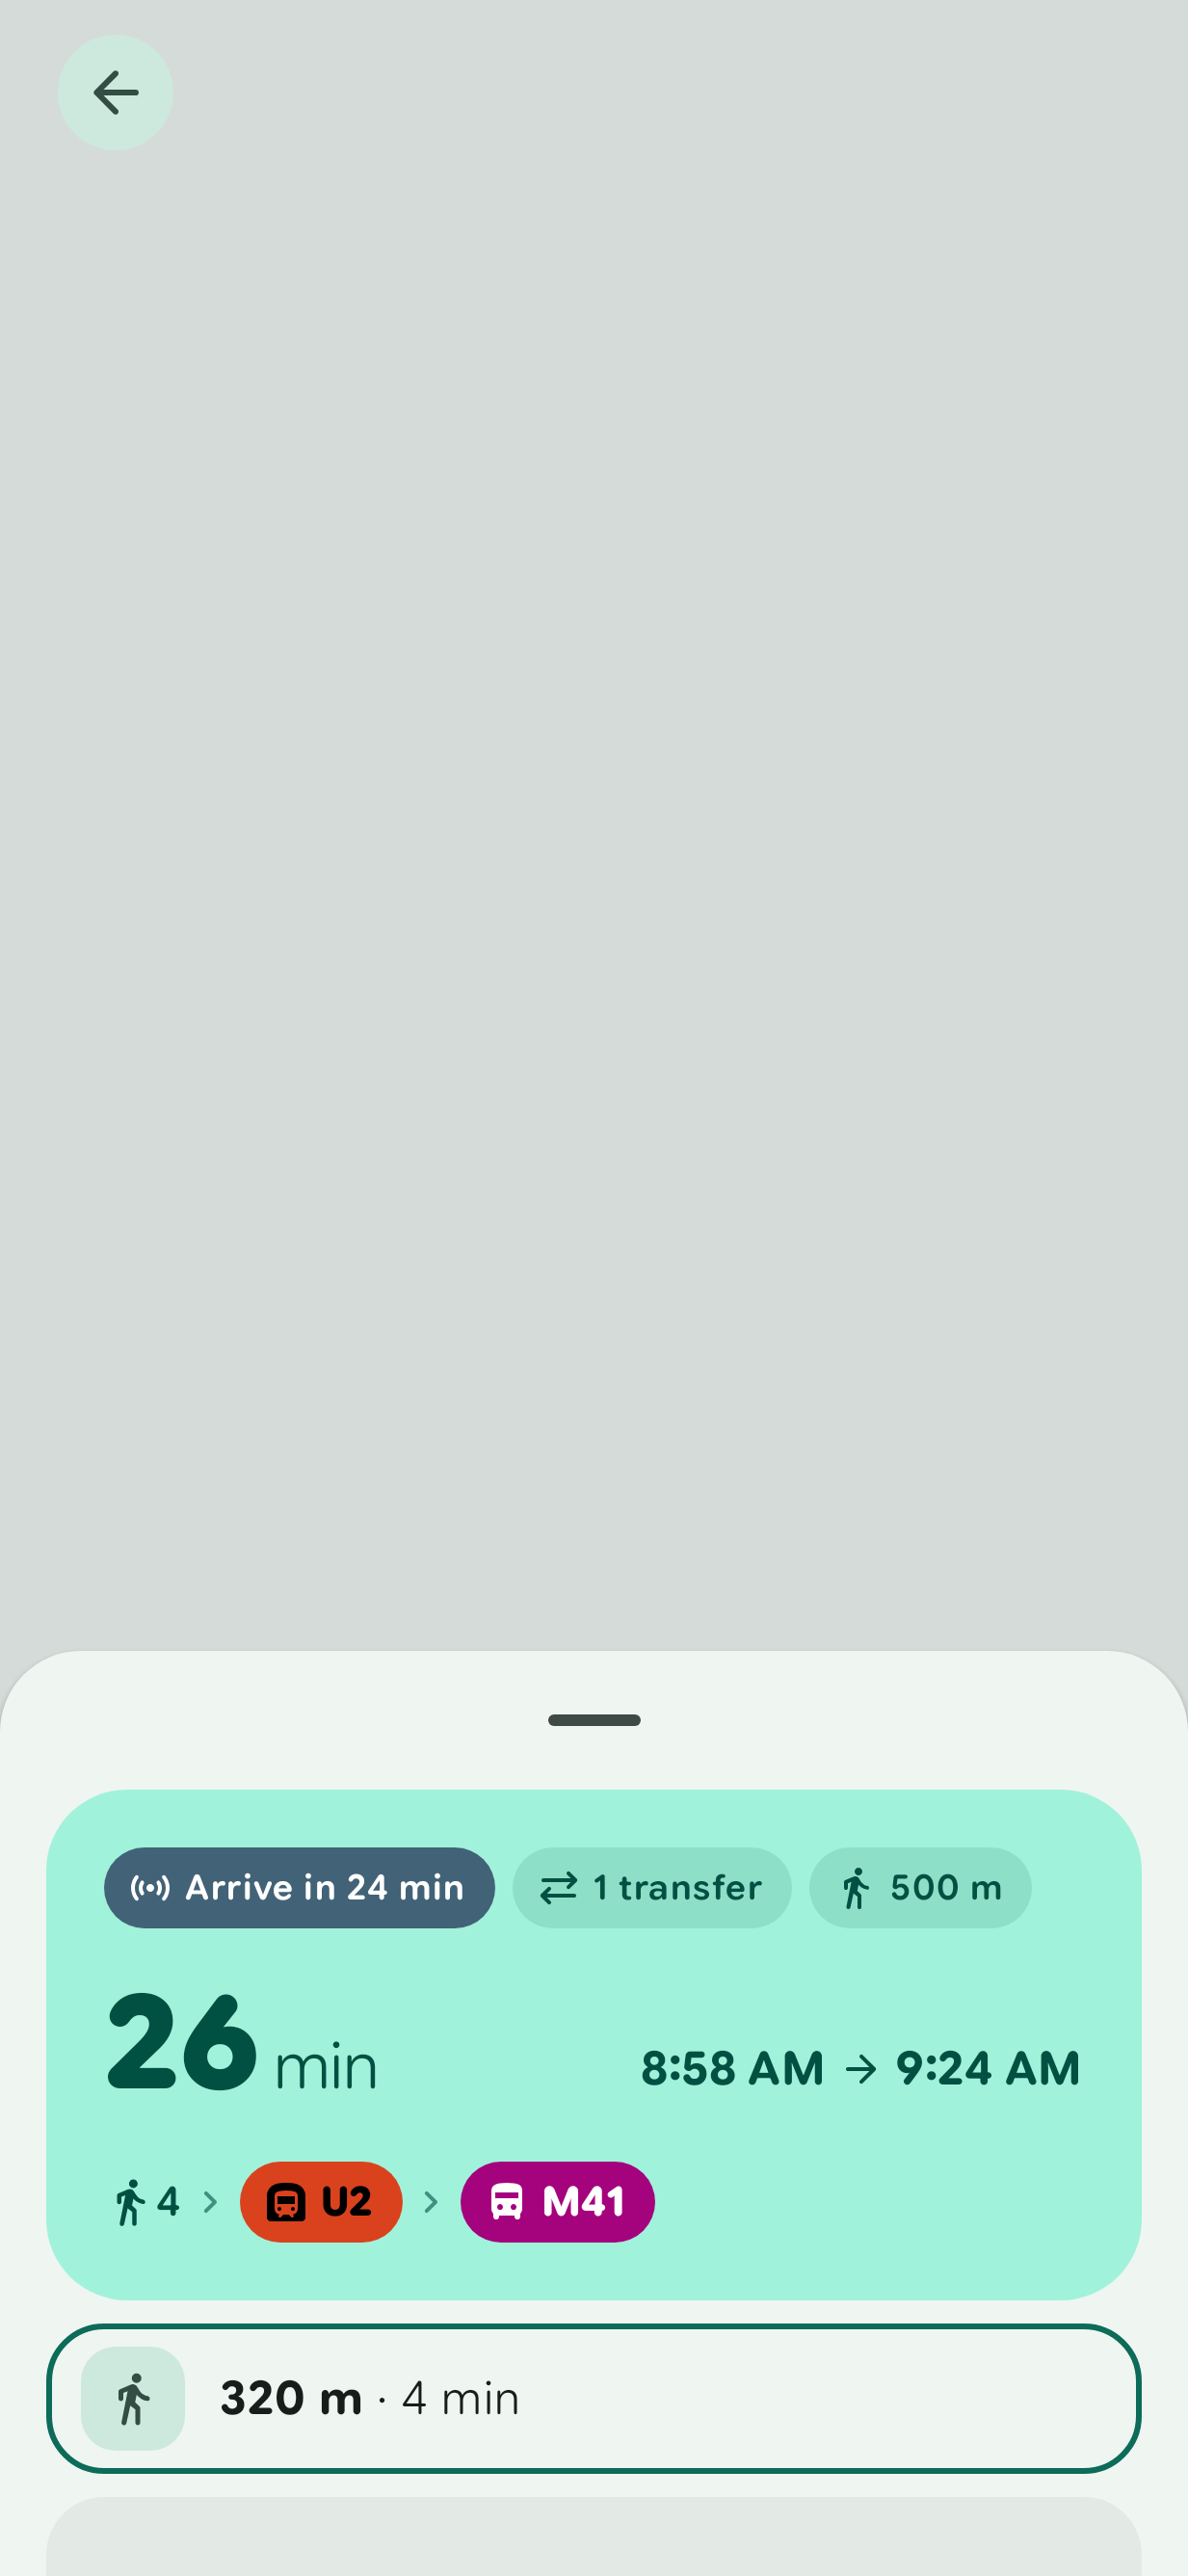 Arrive in 24 min
1 transfer
500 m
26 min
8:58 AM → 9:24 AM
4 > U2 > M41
320 m · 4 min